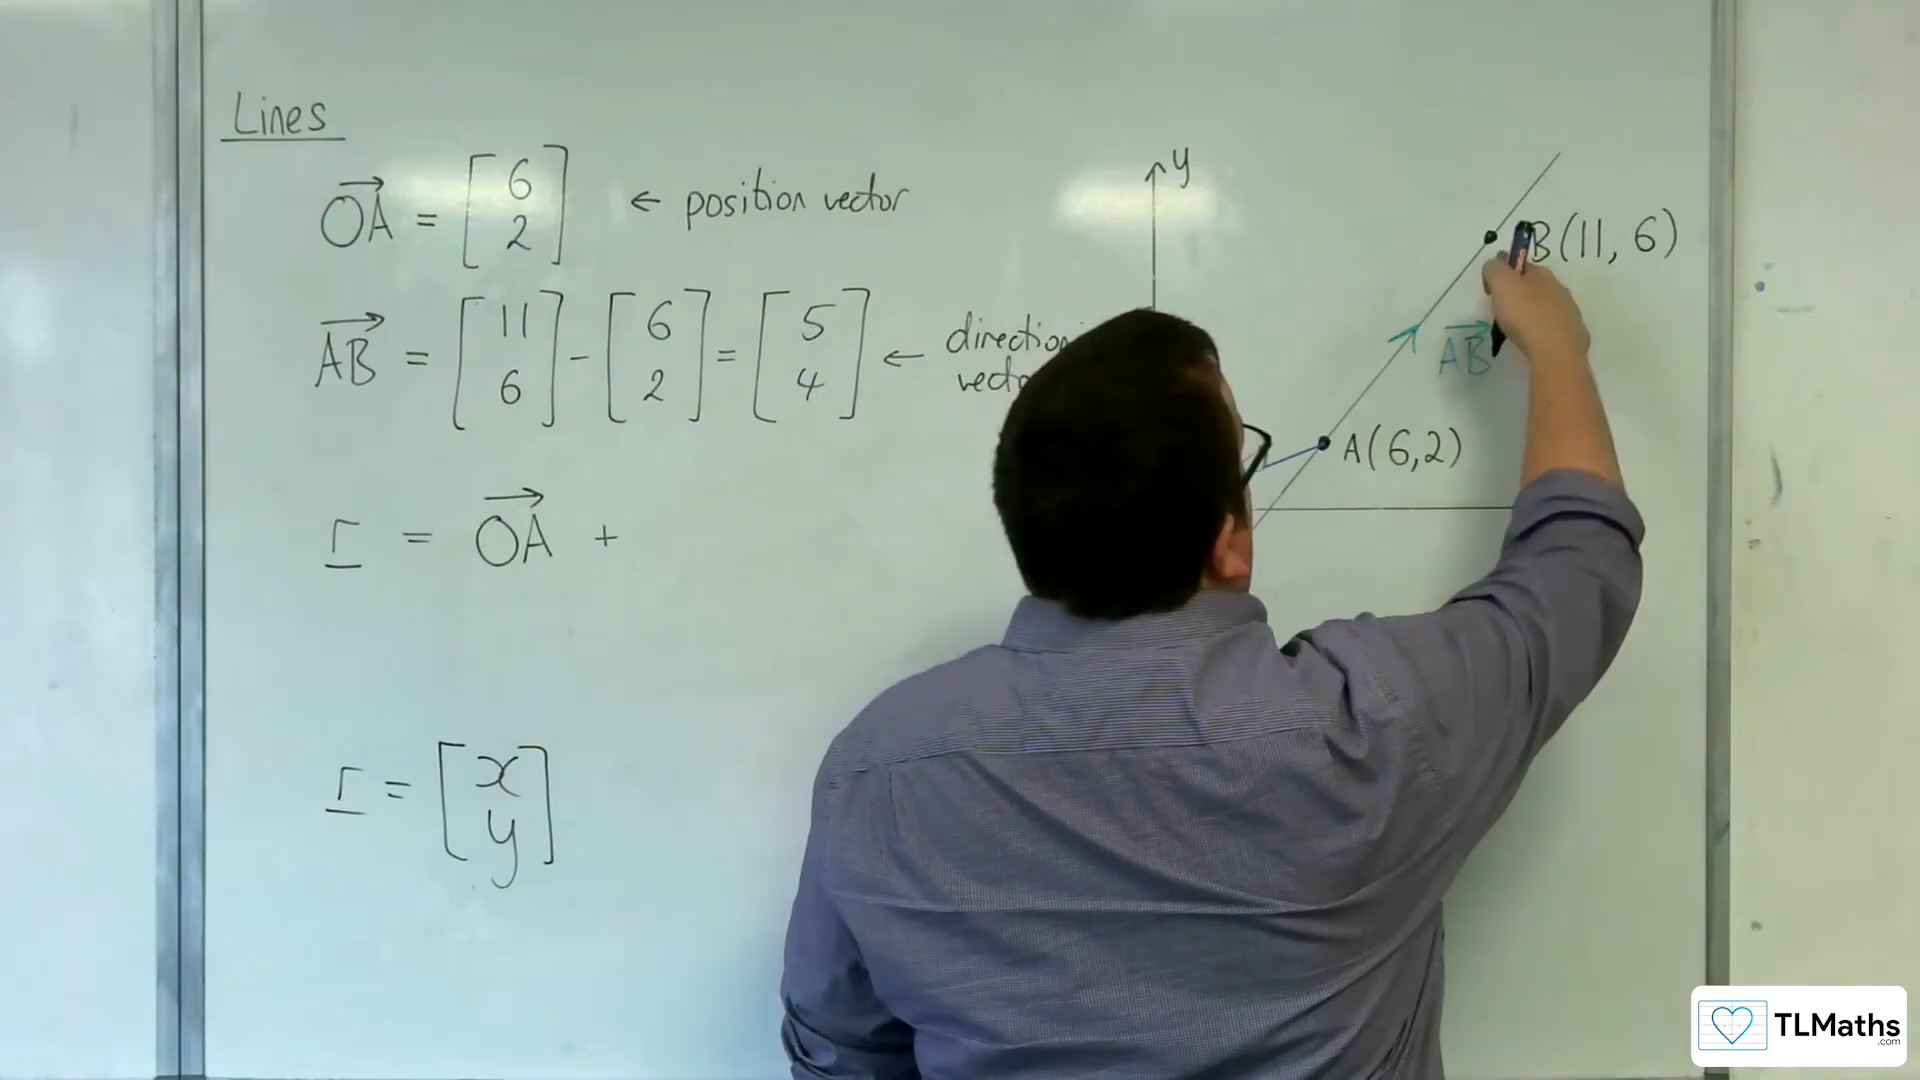 Lines
OA = [6 2] ← position vector
AB = [11 6] - [6 2] = [5 4] ← direction
r = OA +
r = [x y]
y
B(11, 6)
AB
A(6,2)
TLMaths
.com